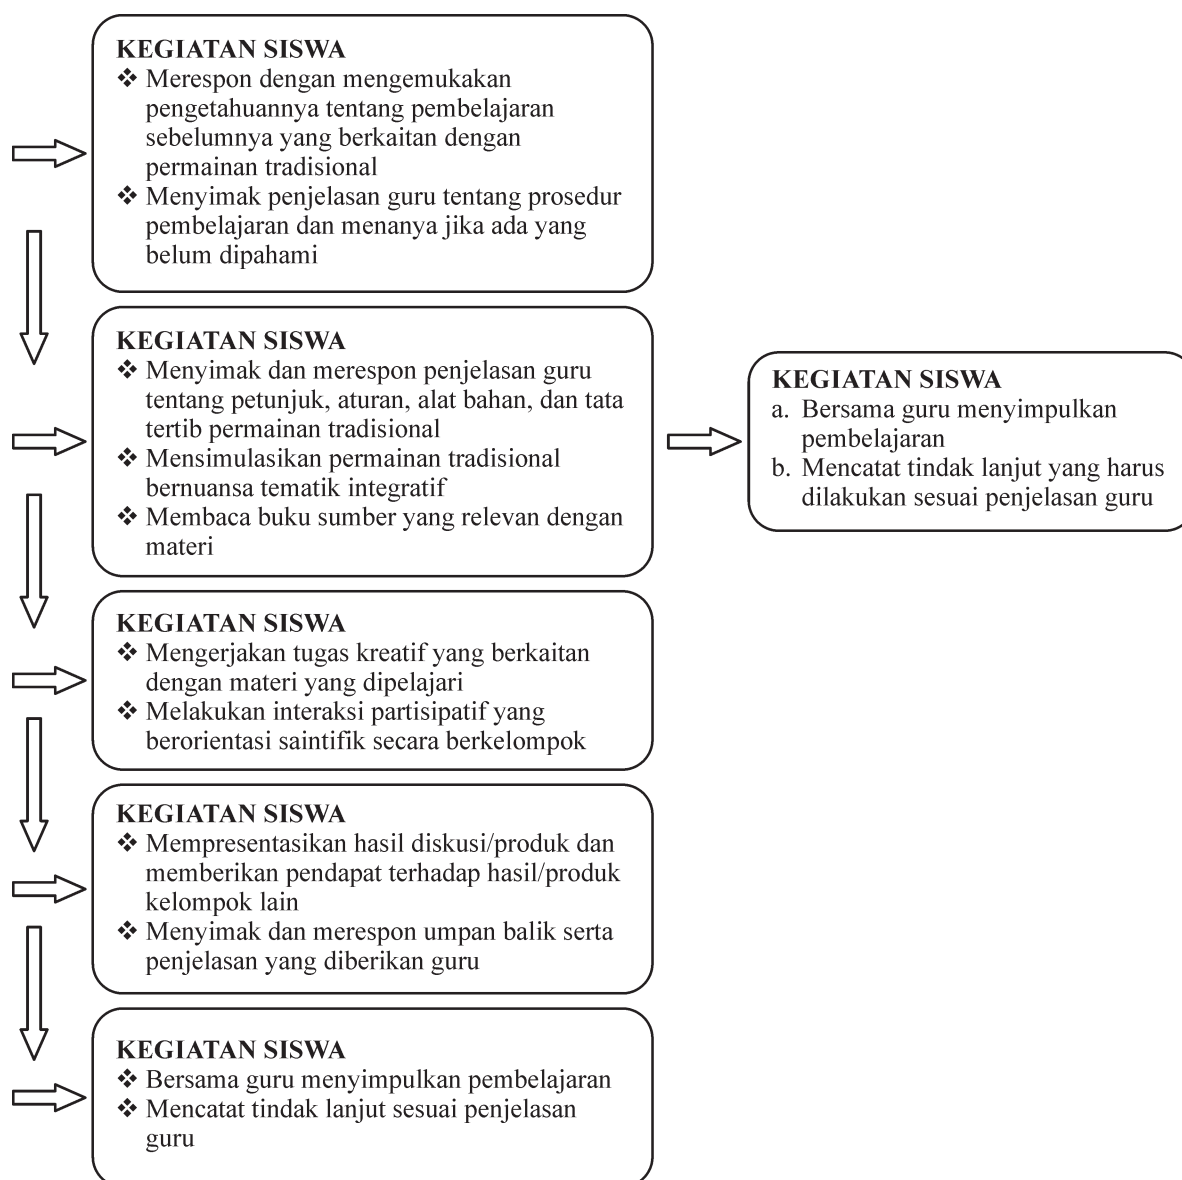 KEGIATAN SISWA
❖ Merespon dengan mengemukakan
pengetahuannya tentang pembelajaran
sebelumnya yang berkaitan dengan
permainan tradisional
❖ Menyimak penjelasan guru tentang prosedur
pembelajaran dan menanya jika ada yang
belum dipahami
KEGIATAN SISWA
❖ Menyimak dan merespon penjelasan guru
tentang petunjuk, aturan, alat bahan, dan tata
tertib permainan tradisional
❖ Mensimulasikan permainan tradisional
bernuansa tematik integratif
❖ Membaca buku sumber yang relevan dengan
materi
KEGIATAN SISWA
a. Bersama guru menyimpulkan
pembelajaran
b. Mencatat tindak lanjut yang harus
dilakukan sesuai penjelasan guru
KEGIATAN SISWA
❖ Mengerjakan tugas kreatif yang berkaitan
dengan materi yang dipelajari
❖ Melakukan interaksi partisipatif yang
berorientasi saintifik secara berkelompok
KEGIATAN SISWA
❖ Mempresentasikan hasil diskusi/produk dan
memberikan pendapat terhadap hasil/produk
kelompok lain
❖ Menyimak dan merespon umpan balik serta
penjelasan yang diberikan guru
KEGIATAN SISWA
❖ Bersama guru menyimpulkan pembelajaran
❖ Mencatat tindak lanjut sesuai penjelasan
guru